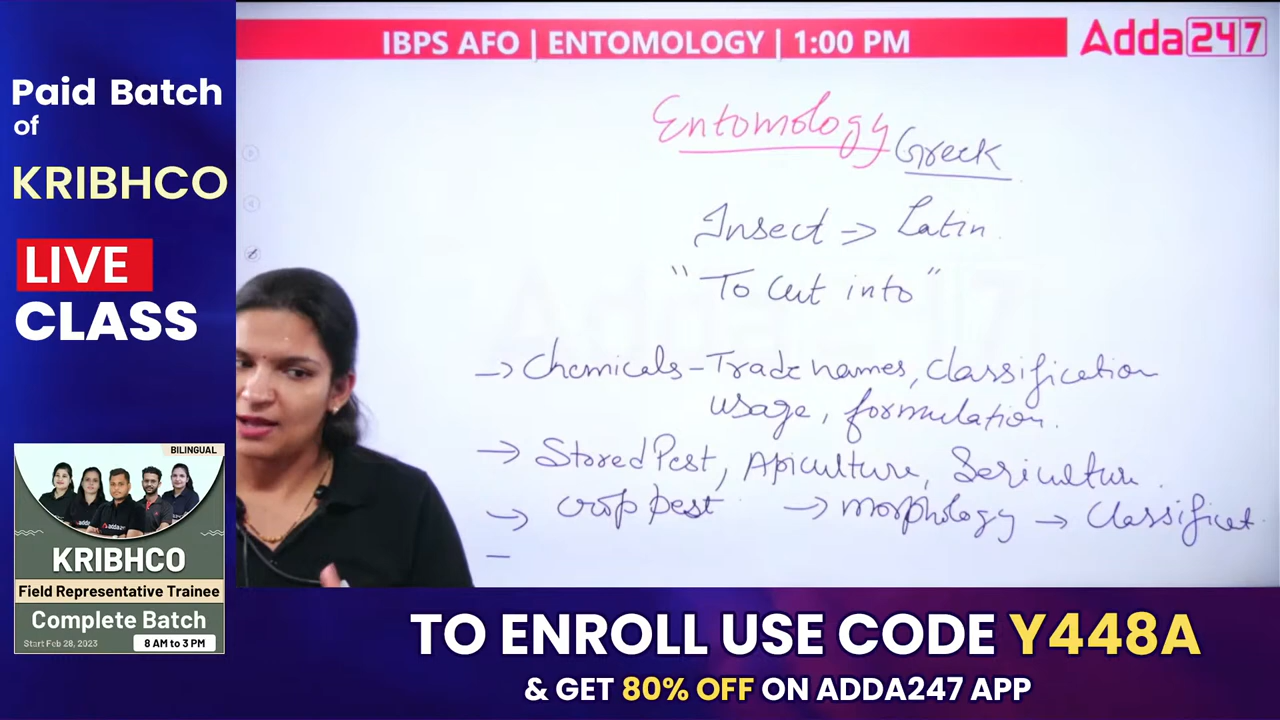 Paid Batch
of
KRIBHCO
LIVE
CLASS
BILINGUAL
KRIBHCO
Field Representative Trainee
Complete Batch
Start Feb 28, 2023
8 AM to 3 PM
IBPS AFO | ENTOMOLOGY | 1:00 PM
Adda247
Entomology Greek
Insect → Latin.
"To cut into"
→ Chemicals - Trade names, classification
usage, formulation.
→ Stored Pest, Apiculture, Sericulture.
→ crop pest → morphology → Classificat
TO ENROLL USE CODE Y448A
& GET 80% OFF ON ADDA247 APP